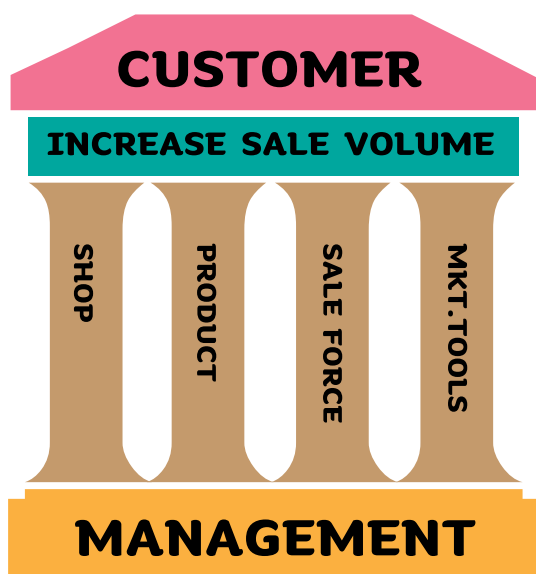 CUSTOMER
INCREASE SALE VOLUME
SHOP
PRODUCT
SALE FORCE
MKT.TOOLS
MANAGEMENT